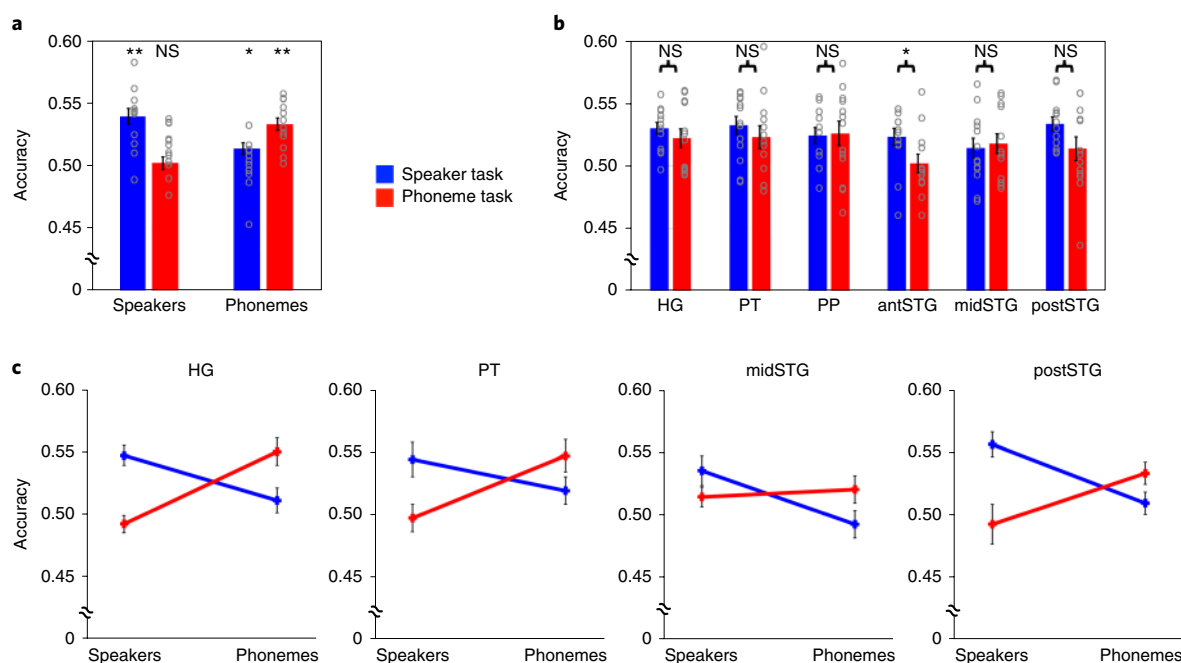 a
0.60
0.55
0.50
0.45
0
Accuracy
** NS * **
Speakers Phonemes
Speaker task
Phoneme task
b
0.60
0.55
0.50
0.45
0
Accuracy
NS NS NS * NS NS
HG PT PP antSTG midSTG postSTG
c
HG
0.60
0.55
0.50
0.45
0
Accuracy
Speakers Phonemes
PT
0.60
0.55
0.50
0.45
0
Speakers Phonemes
midSTG
0.60
0.55
0.50
0.45
0
Speakers Phonemes
postSTG
0.60
0.55
0.50
0.45
0
Speakers Phonemes